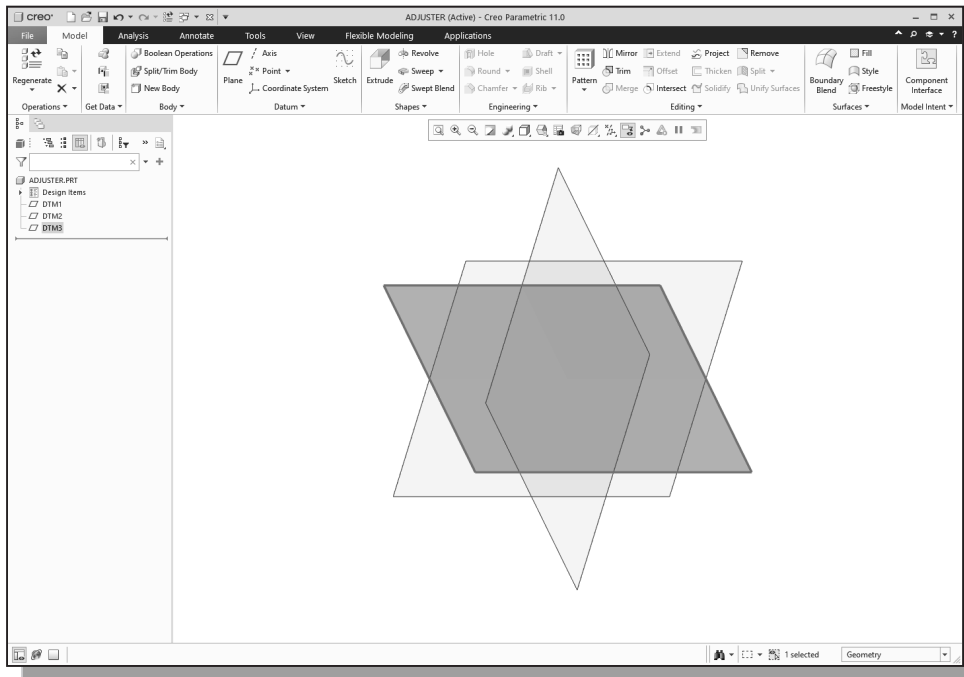 creo· ADJUSTER (Active) - Creo Parametric 11.0
File Model Analysis Annotate Tools View Flexible Modeling Applications
Regenerate
Operations
Get Data
Boolean Operations
Split/Trim Body
New Body
Body
Plane
Axis
Point
Coordinate System
Sketch
Datum
Extrude
Revolve
Sweep
Swept Blend
Shapes
Hole Draft
Round Shell
Chamfer Rib
Engineering
Pattern
Mirror Extend Project Remove
Trim Offset Thicken Split
Merge Intersect Solidify Unify Surfaces
Editing
Boundary
Blend
Fill
Style
Freestyle
Surfaces
Component
Interface
Model Intent
ADJUSTER.PRT
Design Items
DTM1
DTM2
DTM3
1 selected Geometry